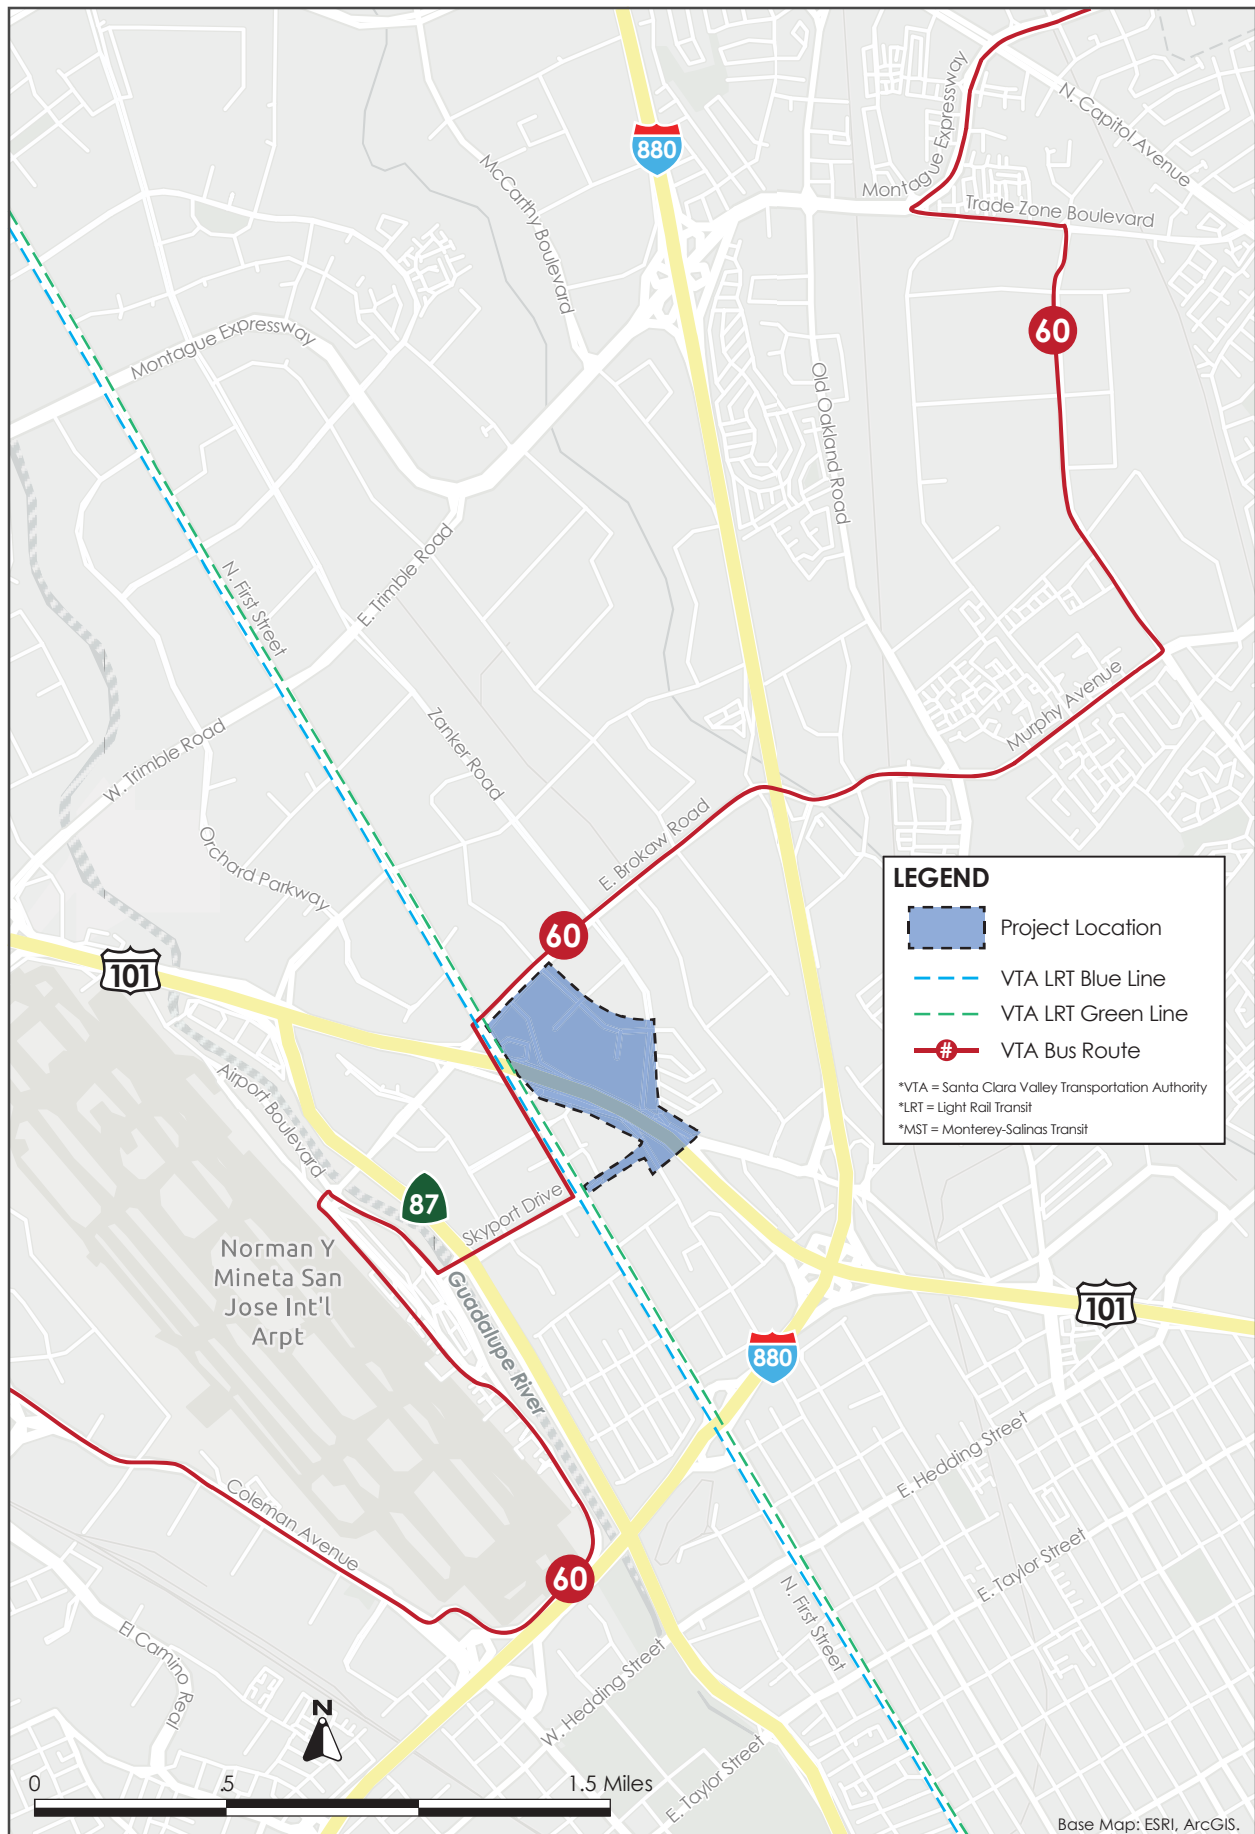 880
Montague Expressway
N. Capitol Avenue
McCarthy Boulevard
Trade Zone Boulevard
60
Montague Expressway
Old Oakland Road
N. First Street
E. Trimble Road
Murphy Avenue
Zanker Road
W. Trimble Road
E. Brokaw Road
Orchard Parkway
60
101
LEGEND
Project Location
VTA LRT Blue Line
VTA LRT Green Line
# VTA Bus Route
*VTA = Santa Clara Valley Transportation Authority
*LRT = Light Rail Transit
*MST = Monterey-Salinas Transit
Airport Boulevard
87
Skyport Drive
Norman Y
Mineta San
Jose Int'l
Arpt
Guadalupe River
101
880
E. Hedding Street
Coleman Avenue
60
E. Taylor Street
N. First Street
El Camino Real
W. Hedding Street
E. Taylor Street
N
0 .5 1.5 Miles
Base Map: ESRI, ArcGIS.